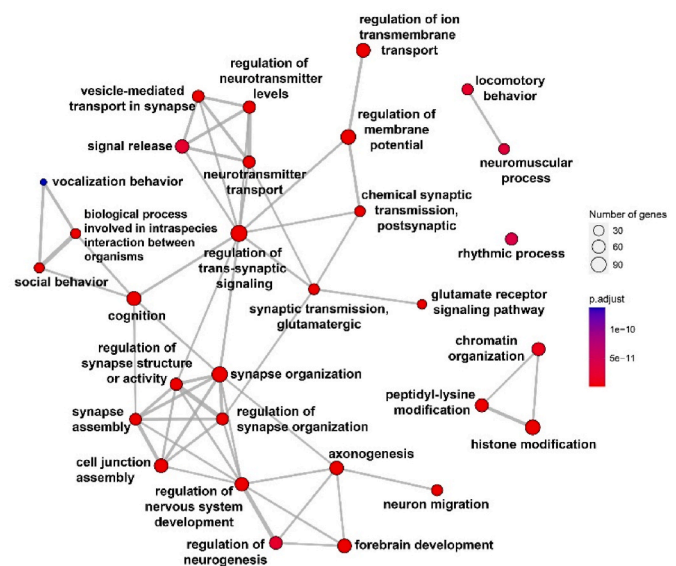 regulation of ion
transmembrane
transport
regulation of
neurotransmitter
levels
vesicle-mediated
transport in synapse
locomotory
behavior
signal release
regulation of
membrane
potential
neuromuscular
process
neurotransmitter
transport
vocalization behavior
chemical synaptic
transmission,
postsynaptic
biological process
involved in intraspecies
interaction between
organisms
Number of genes
30
60
90
rhythmic process
regulation of
trans-synaptic
signaling
social behavior
cognition
synaptic transmission,
glutamatergic
glutamate receptor
signaling pathway
p.adjust
1e-10
5e-11
chromatin
organization
regulation of
synapse structure
or activity
synapse organization
peptidyl-lysine
modification
synapse
assembly
regulation of
synapse organization
histone modification
cell junction
assembly
axonogenesis
regulation of
nervous system
development
neuron migration
regulation of
neurogenesis
forebrain development